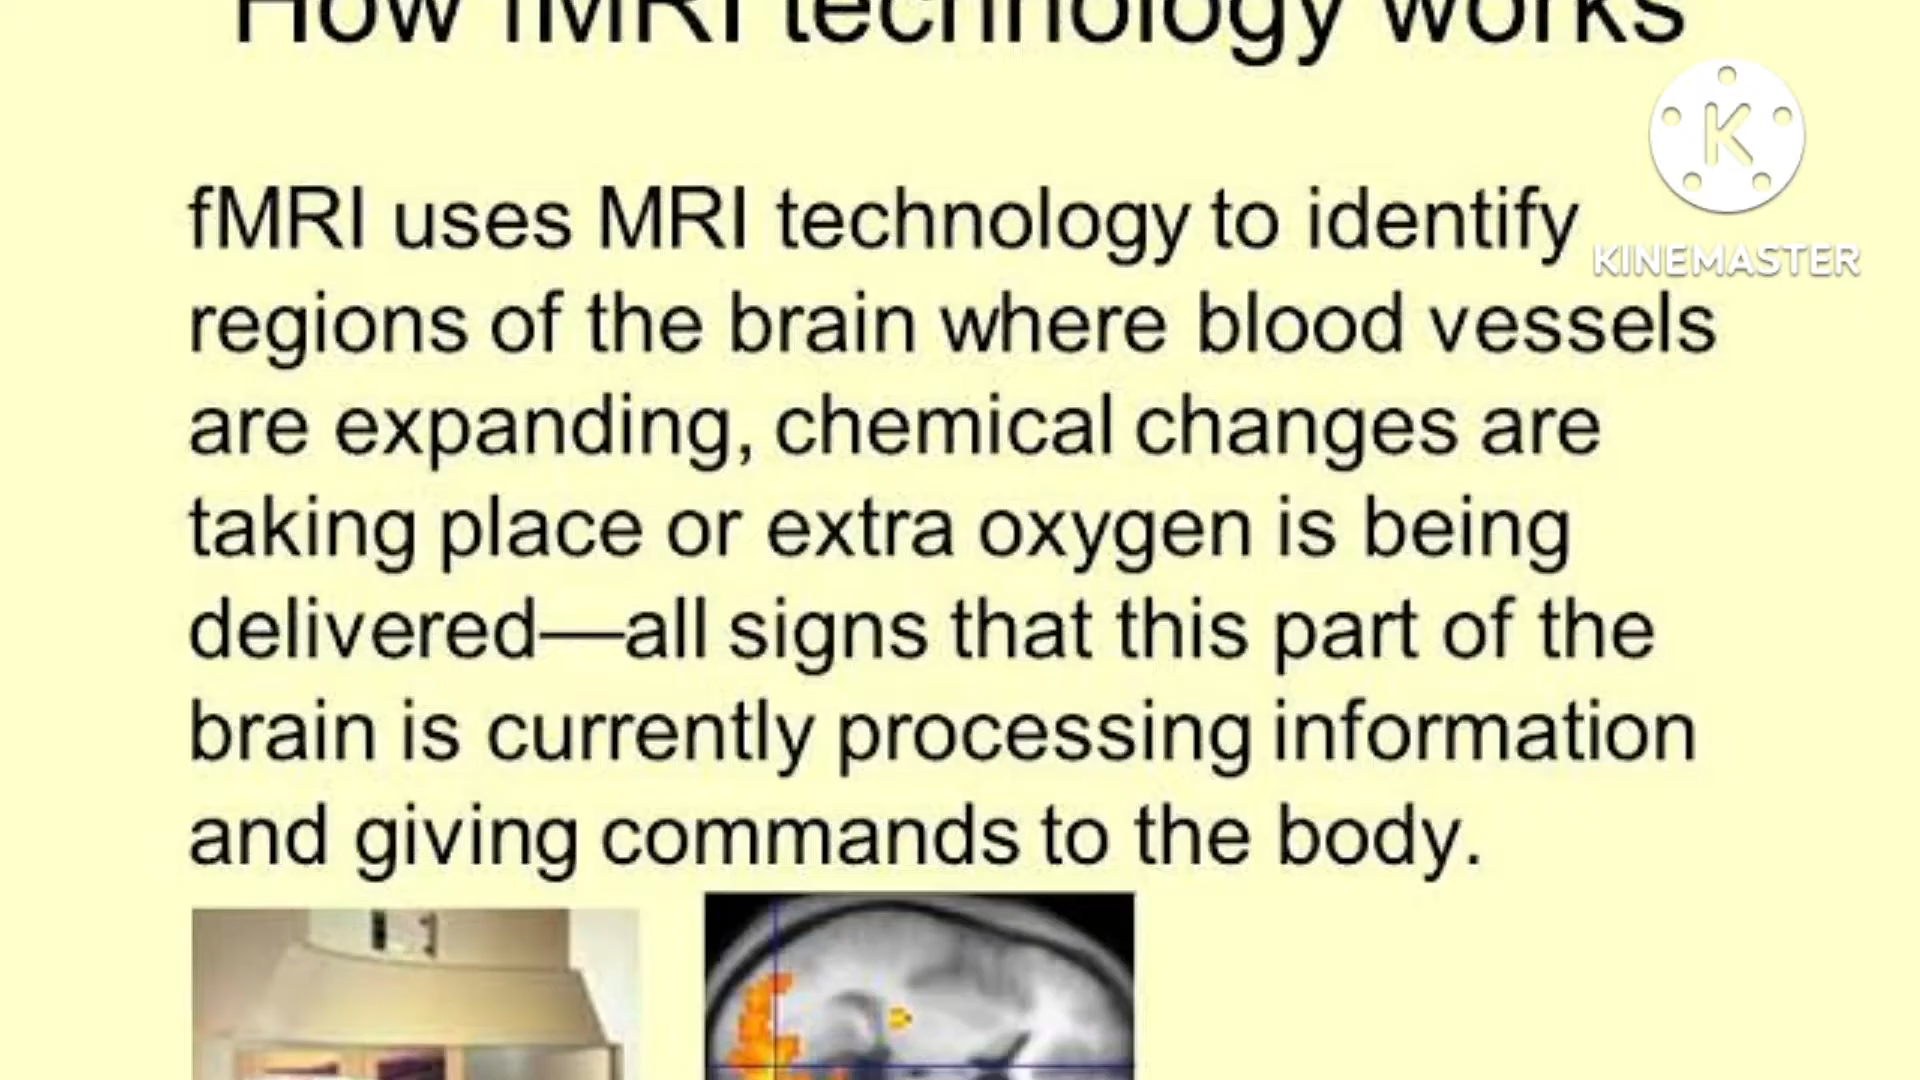 How fMRI technology works
K
KINEMASTER
fMRI uses MRI technology to identify
regions of the brain where blood vessels
are expanding, chemical changes are
taking place or extra oxygen is being
delivered—all signs that this part of the
brain is currently processing information
and giving commands to the body.